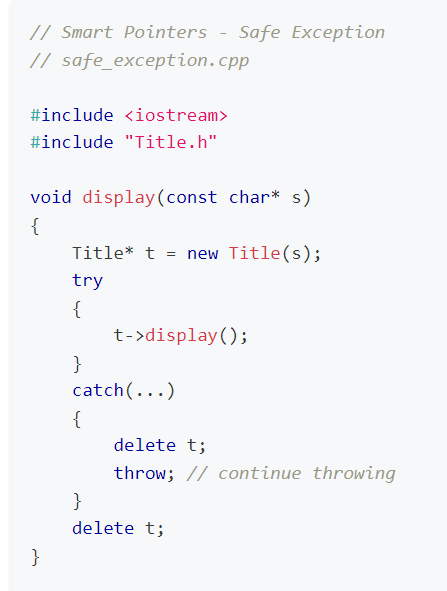 // Smart Pointers - Safe Exception
// safe_exception.cpp

#include <iostream>
#include "Title.h"

void display(const char* s)
{
    Title* t = new Title(s);
    try
    {
        t->display();
    }
    catch(...)
    {
        delete t;
        throw; // continue throwing
    }
    delete t;
}